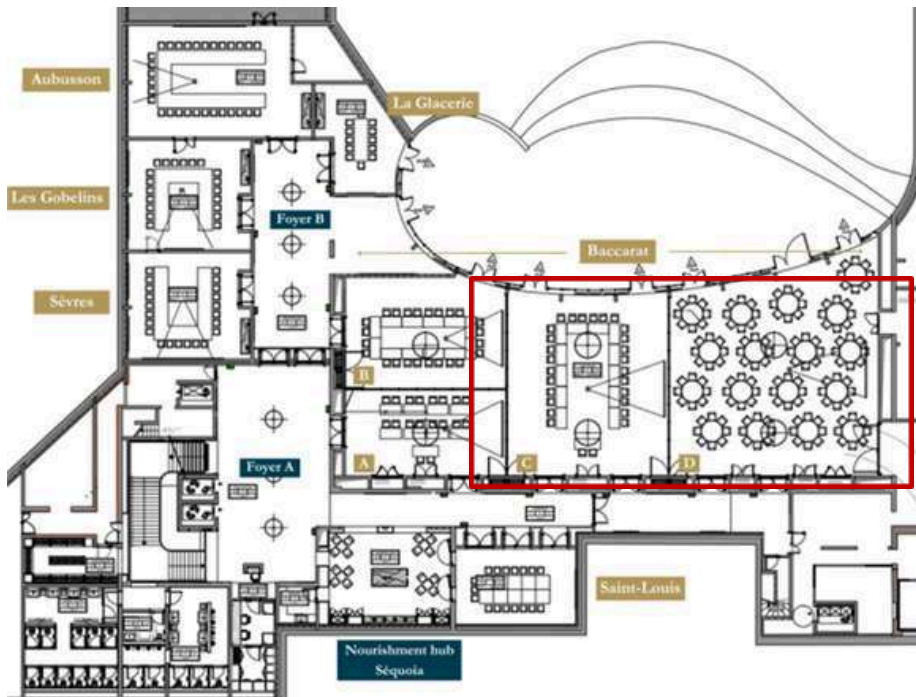 Aubusson
La Glacerie
Les Gobelins
Foyer B
Baccarat
Sèvres
B
A
C
D
Foyer A
Saint-Louis
Nourishment hub
Séquoia